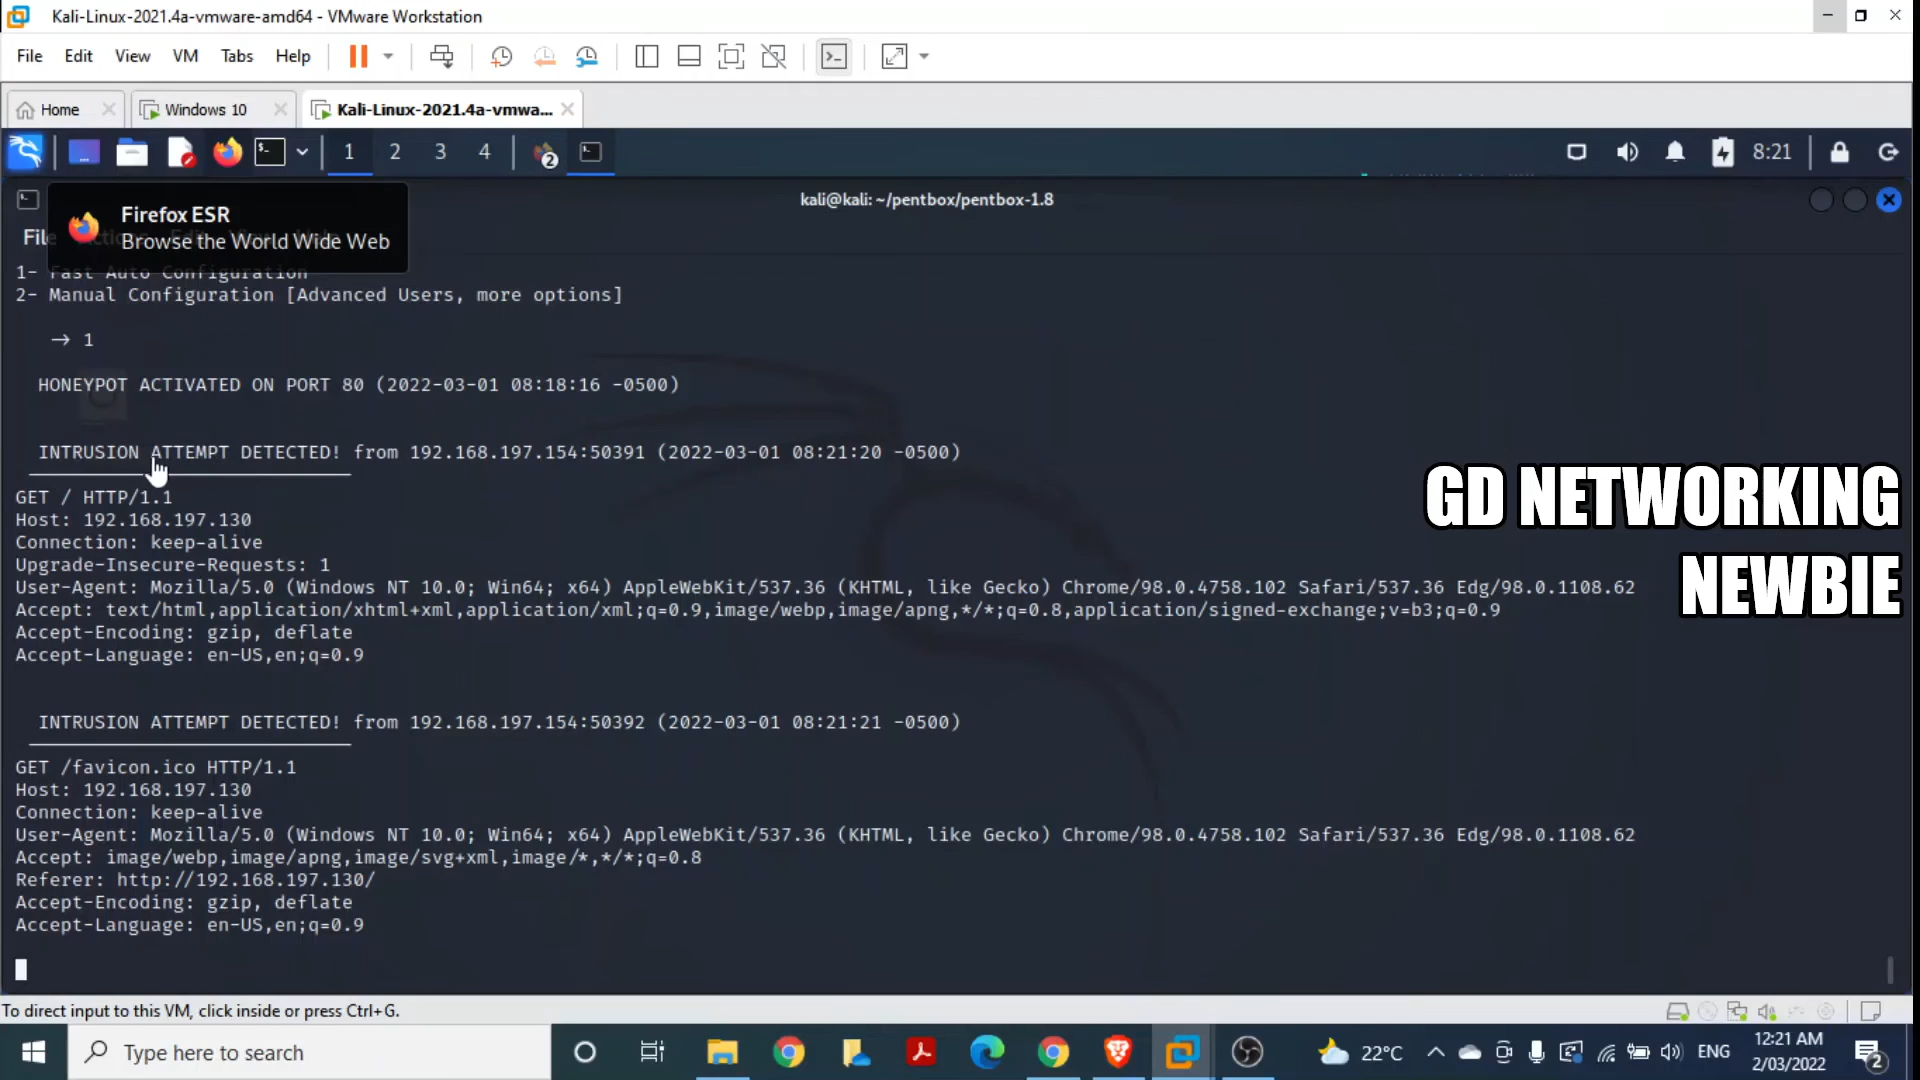 Kali-Linux-2021.4a-vmware-amd64 - VMware Workstation
File Edit View VM Tabs Help
Home Windows 10 Kali-Linux-2021.4a-vmwa...
1 2 3 4 2 8:21
kali@kali: ~/pentbox/pentbox-1.8
Firefox ESR
Browse the World Wide Web
File Actions Edit View Help
1- Fast Auto Configuration
2- Manual Configuration [Advanced Users, more options]
→ 1
HONEYPOT ACTIVATED ON PORT 80 (2022-03-01 08:18:16 -0500)
INTRUSION ATTEMPT DETECTED! from 192.168.197.154:50391 (2022-03-01 08:21:20 -0500)
GET / HTTP/1.1
Host: 192.168.197.130
Connection: keep-alive
Upgrade-Insecure-Requests: 1
User-Agent: Mozilla/5.0 (Windows NT 10.0; Win64; x64) AppleWebKit/537.36 (KHTML, like Gecko) Chrome/98.0.4758.102 Safari/537.36 Edg/98.0.1108.62
Accept: text/html,application/xhtml+xml,application/xml;q=0.9,image/webp,image/apng,*/*;q=0.8,application/signed-exchange;v=b3;q=0.9
Accept-Encoding: gzip, deflate
Accept-Language: en-US,en;q=0.9
GD NETWORKING
NEWBIE
INTRUSION ATTEMPT DETECTED! from 192.168.197.154:50392 (2022-03-01 08:21:21 -0500)
GET /favicon.ico HTTP/1.1
Host: 192.168.197.130
Connection: keep-alive
User-Agent: Mozilla/5.0 (Windows NT 10.0; Win64; x64) AppleWebKit/537.36 (KHTML, like Gecko) Chrome/98.0.4758.102 Safari/537.36 Edg/98.0.1108.62
Accept: image/webp,image/apng,image/svg+xml,image/*,*/*;q=0.8
Referer: http://192.168.197.130/
Accept-Encoding: gzip, deflate
Accept-Language: en-US,en;q=0.9
To direct input to this VM, click inside or press Ctrl+G.
Type here to search
22°C ENG
12:21 AM
2/03/2022
2